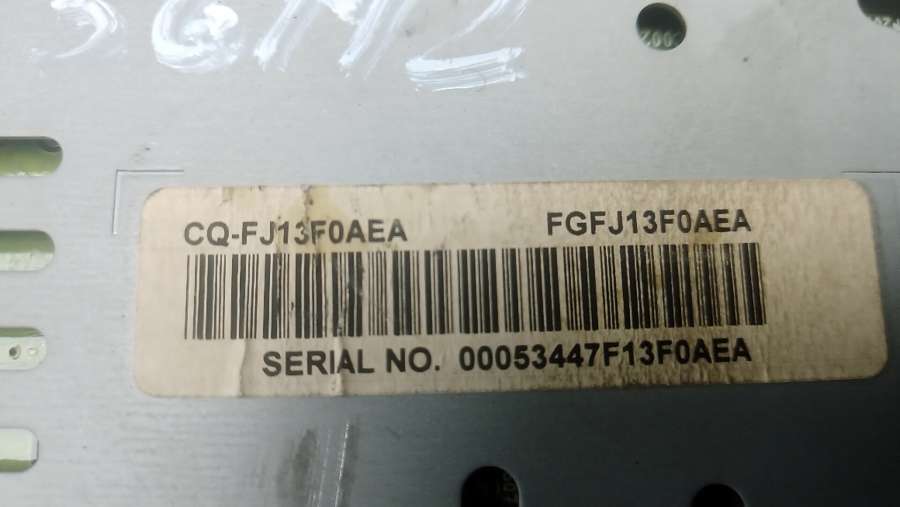 CQ-FJ13F0AEA FGFJ13F0AEA
SERIAL NO. 00053447F13F0AEA